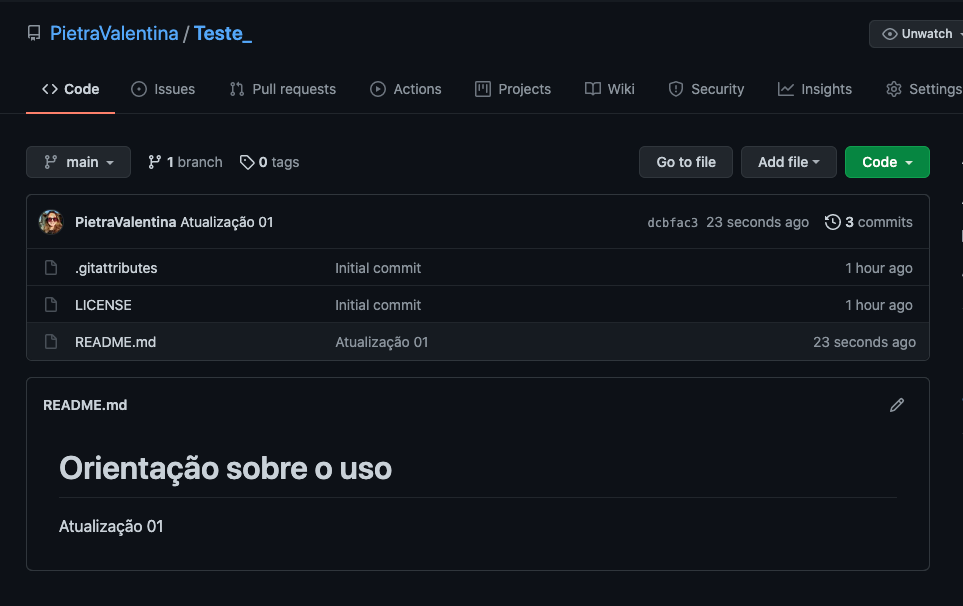 PietraValentina / Teste_
Unwatch
Code Issues Pull requests Actions Projects Wiki Security Insights Settings
main 1 branch 0 tags Go to file Add file Code
PietraValentina Atualização 01 dcbfac3 23 seconds ago 3 commits
.gitattributes Initial commit 1 hour ago
LICENSE Initial commit 1 hour ago
README.md Atualização 01 23 seconds ago
README.md
Orientação sobre o uso
Atualização 01